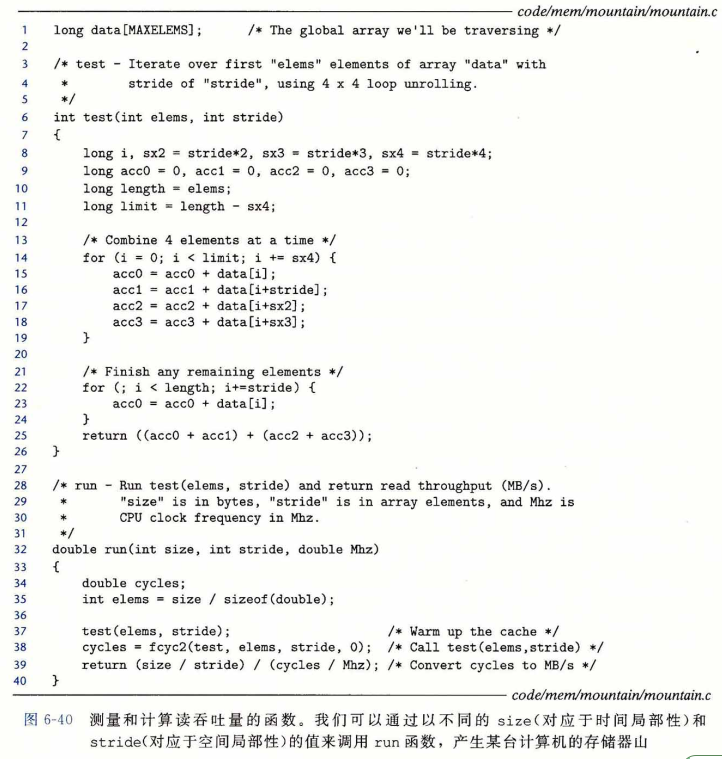 code/mem/mountain/mountain.c
1 long data[MAXELEMS]; /* The global array we'll be traversing */
2
3 /* test - Iterate over first "elems" elements of array "data" with
4 * stride of "stride", using 4 x 4 loop unrolling.
5 */
6 int test(int elems, int stride)
7 {
8 long i, sx2 = stride*2, sx3 = stride*3, sx4 = stride*4;
9 long acc0 = 0, acc1 = 0, acc2 = 0, acc3 = 0;
10 long length = elems;
11 long limit = length - sx4;
12
13 /* Combine 4 elements at a time */
14 for (i = 0; i < limit; i += sx4) {
15 acc0 = acc0 + data[i];
16 acc1 = acc1 + data[i+stride];
17 acc2 = acc2 + data[i+sx2];
18 acc3 = acc3 + data[i+sx3];
19 }
20
21 /* Finish any remaining elements */
22 for (; i < length; i+=stride) {
23 acc0 = acc0 + data[i];
24 }
25 return ((acc0 + acc1) + (acc2 + acc3));
26 }
27
28 /* run - Run test(elems, stride) and return read throughput (MB/s).
29 * "size" is in bytes, "stride" is in array elements, and Mhz is
30 * CPU clock frequency in Mhz.
31 */
32 double run(int size, int stride, double Mhz)
33 {
34 double cycles;
35 int elems = size / sizeof(double);
36
37 test(elems, stride); /* Warm up the cache */
38 cycles = fcyc2(test, elems, stride, 0); /* Call test(elems,stride) */
39 return (size / stride) / (cycles / Mhz); /* Convert cycles to MB/s */
40 }
code/mem/mountain/mountain.c
图 6-40 测量和计算读吞吐量的函数。我们可以通过以不同的 size(对应于时间局部性)和
stride(对应于空间局部性)的值来调用 run 函数，产生某台计算机的存储器山